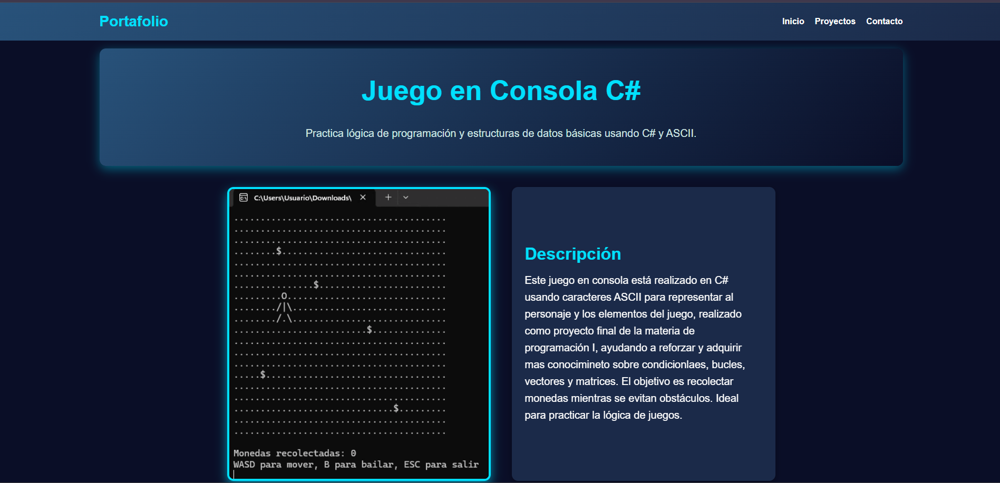 Portafolio
Inicio Proyectos Contacto
Juego en Consola C#
Practica lógica de programación y estructuras de datos básicas usando C# y ASCII.
C:\Users\Usuario\Downloads\
........................................
........................................
........................................
........$...............................
........................................
........................................
...............$........................
.........O..............................
......../|\.............................
......../.\.............................
.........................$..............
........................................
........................................
........................................
.....$..................................
........................................
........................................
..............................$.........
........................................
........................................
Monedas recolectadas: 0
WASD para mover, B para bailar, ESC para salir
Descripción
Este juego en consola está realizado en C#
usando caracteres ASCII para representar al
personaje y los elementos del juego, realizado
como proyecto final de la materia de
programación I, ayudando a reforzar y adquirir
mas conocimineto sobre condicionlaes, bucles,
vectores y matrices. El objetivo es recolectar
monedas mientras se evitan obstáculos. Ideal
para practicar la lógica de juegos.